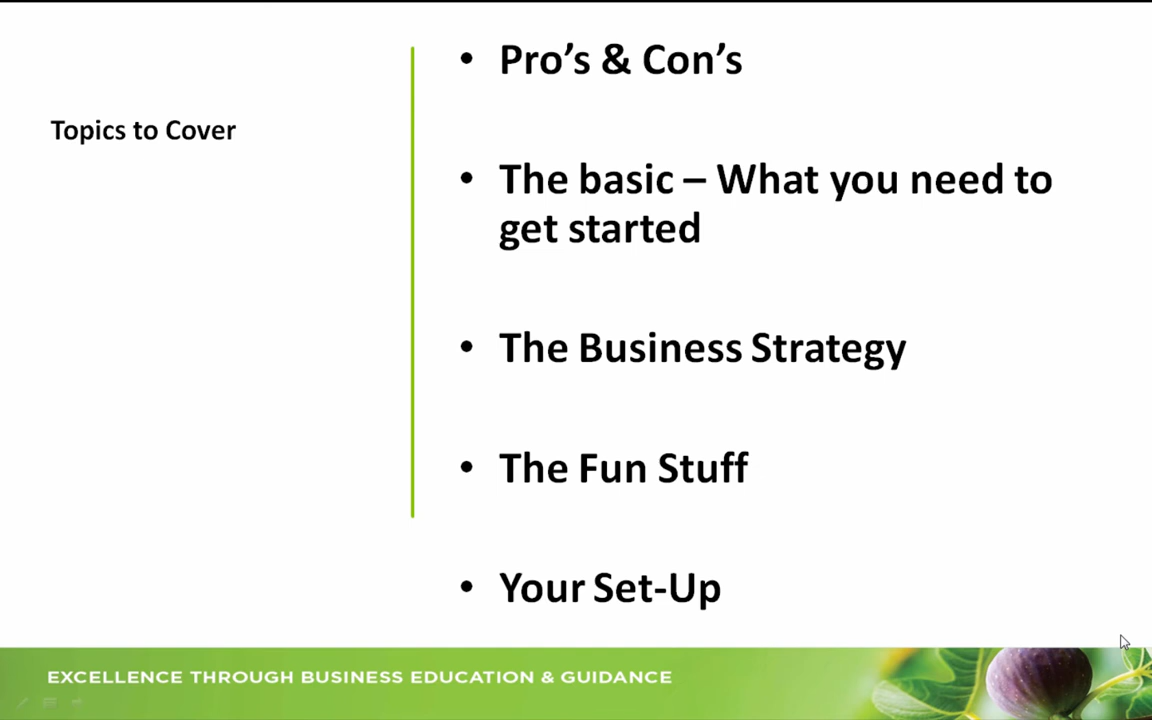 Topics to Cover
• Pro’s & Con’s
• The basic – What you need to
get started
• The Business Strategy
• The Fun Stuff
• Your Set-Up
EXCELLENCE THROUGH BUSINESS EDUCATION & GUIDANCE